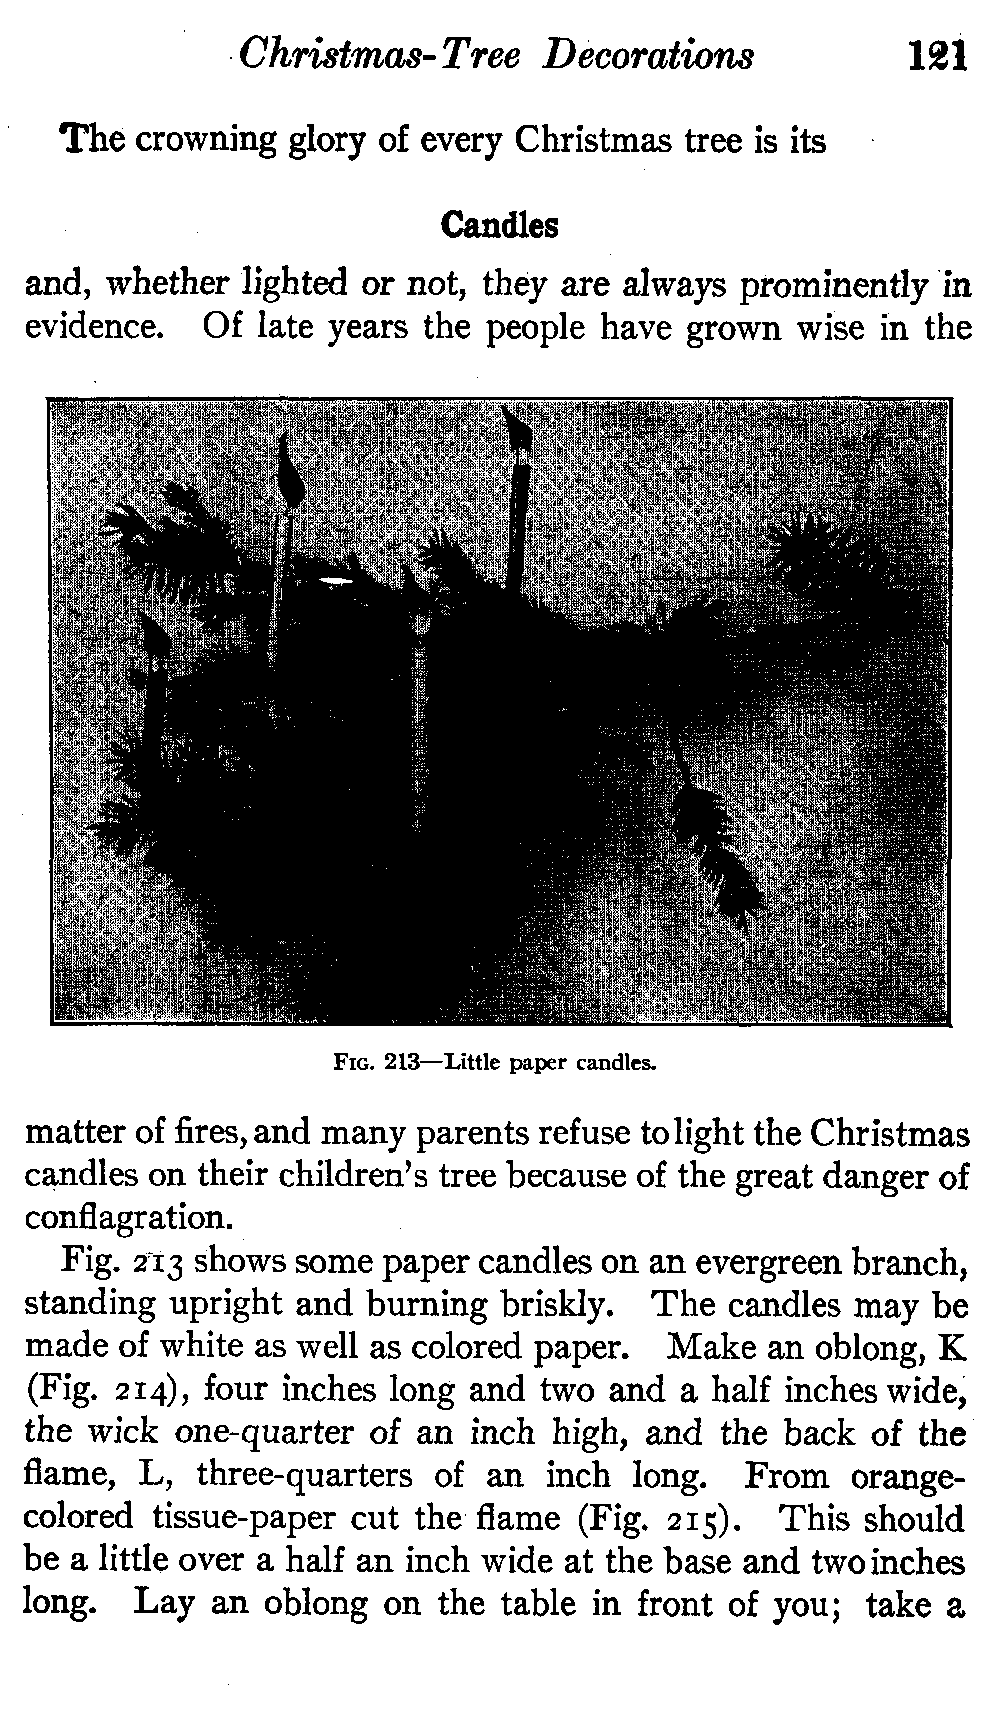 Christmas-Tree Decorations 121
The crowning glory of every Christmas tree is its
Candles
and, whether lighted or not, they are always prominently in
evidence. Of late years the people have grown wise in the
Fig. 213—Little paper candles.
matter of fires, and many parents refuse to light the Christmas
candles on their children's tree because of the great danger of
conflagration.
Fig. 213 shows some paper candles on an evergreen branch,
standing upright and burning briskly. The candles may be
made of white as well as colored paper. Make an oblong, K
(Fig. 214), four inches long and two and a half inches wide,
the wick one-quarter of an inch high, and the back of the
flame, L, three-quarters of an inch long. From orange-
colored tissue-paper cut the flame (Fig. 215). This should
be a little over a half an inch wide at the base and two inches
long. Lay an oblong on the table in front of you; take a